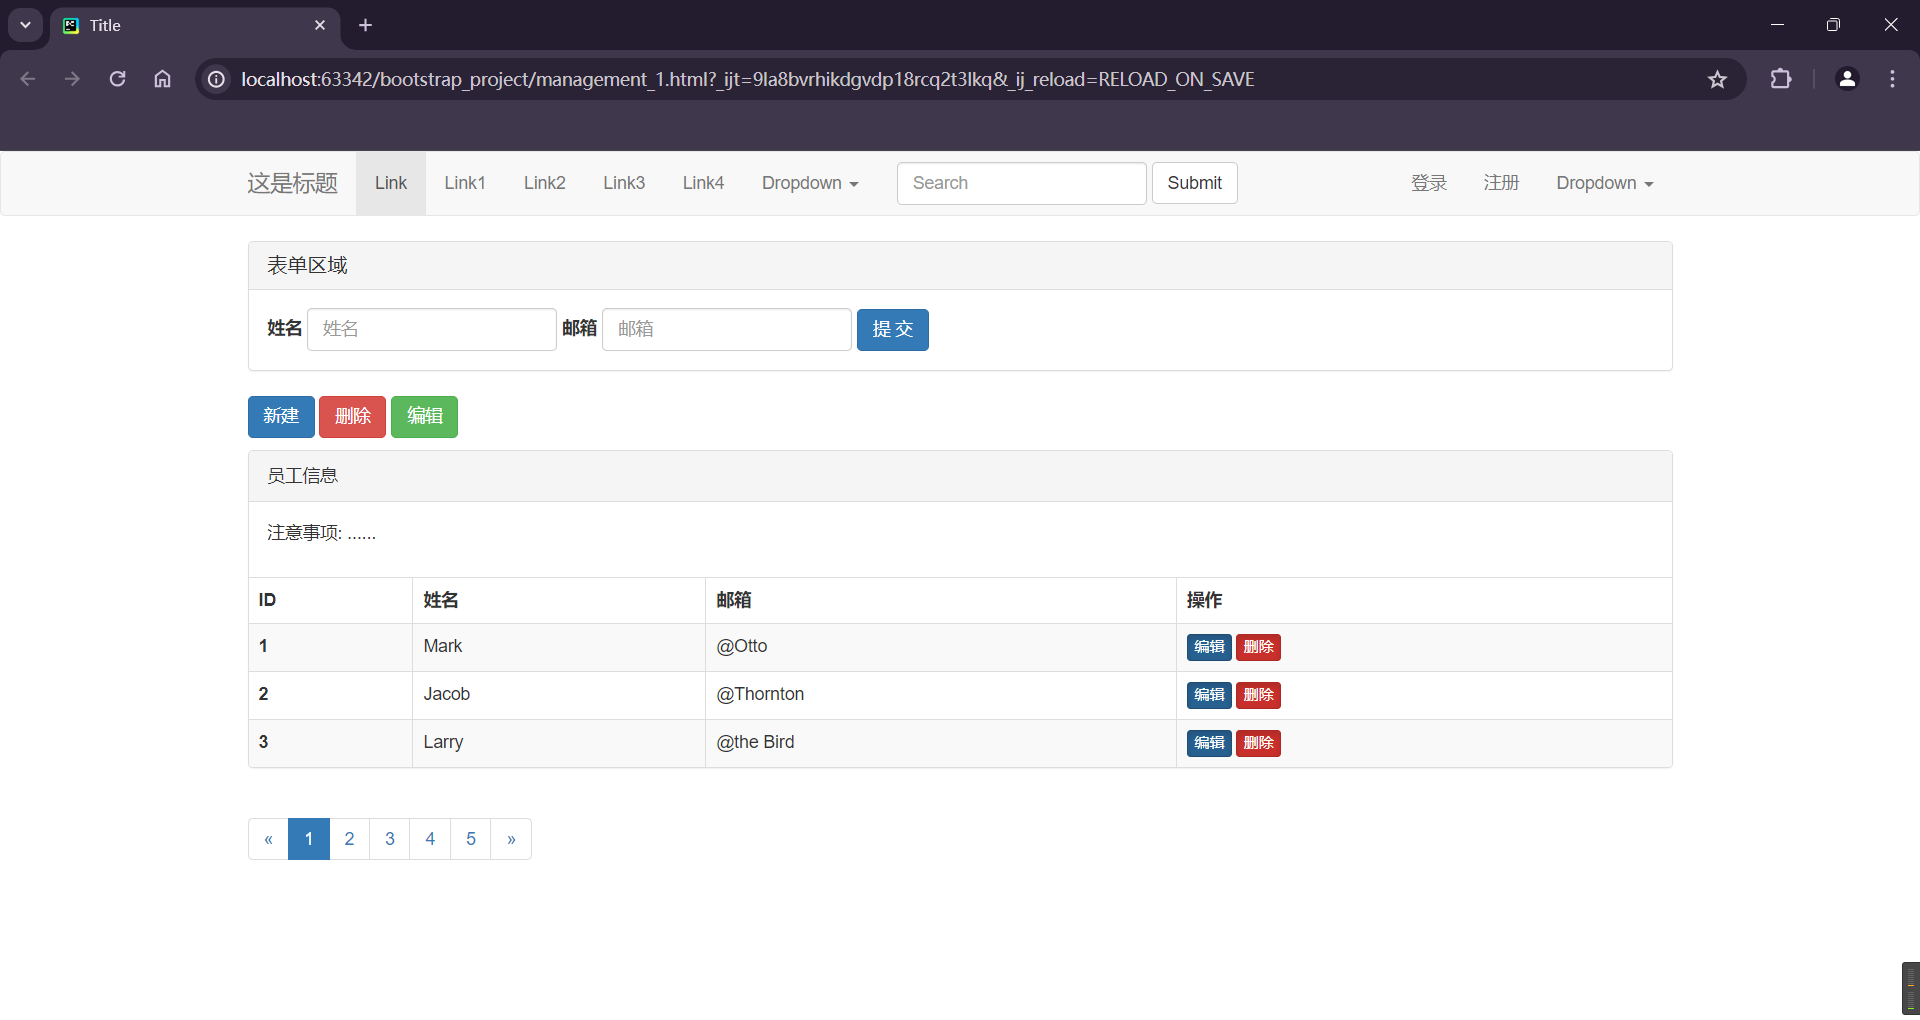 Title
localhost:63342/bootstrap_project/management_1.html?_ijt=9la8bvrhikdgvdp18rcq2t3lkq&_ij_reload=RELOAD_ON_SAVE
这是标题 Link Link1 Link2 Link3 Link4 Dropdown Search Submit 登录 注册 Dropdown
表单区域
姓名 姓名 邮箱 邮箱 提 交
新建 删除 编辑
员工信息
注意事项: ......
ID 姓名 邮箱 操作
1 Mark @Otto 编辑 删除
2 Jacob @Thornton 编辑 删除
3 Larry @the Bird 编辑 删除
« 1 2 3 4 5 »